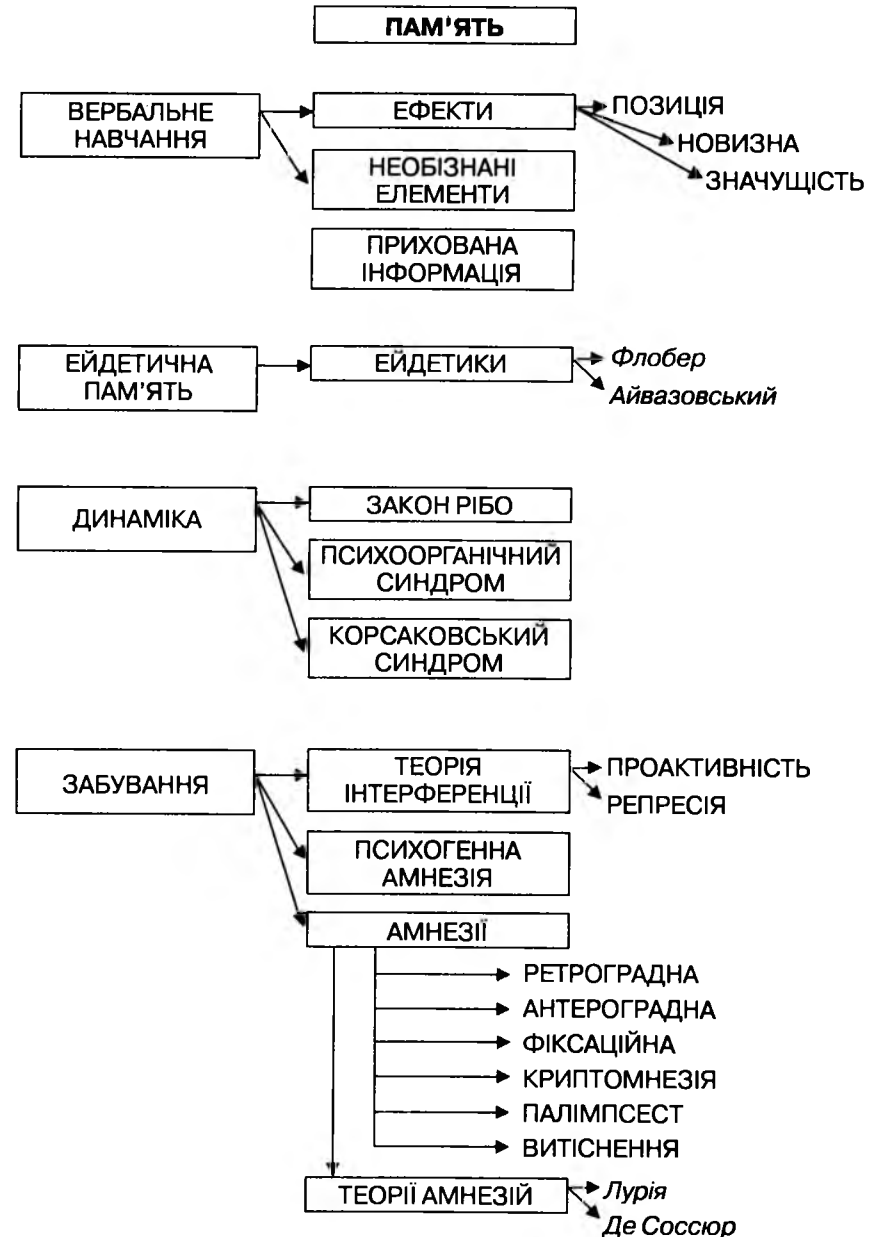 ПАМ'ЯТЬ
ВЕРБАЛЬНЕ
НАВЧАННЯ
ЕФЕКТИ
ПОЗИЦІЯ
НОВИЗНА
ЗНАЧУЩІСТЬ
НЕОБІЗНАНІ
ЕЛЕМЕНТИ
ПРИХОВАНА
ІНФОРМАЦІЯ
ЕЙДЕТИЧНА
ПАМ'ЯТЬ
ЕЙДЕТИКИ
Флобер
Айвазовський
ДИНАМІКА
ЗАКОН РІБО
ПСИХООРГАНІЧНИЙ
СИНДРОМ
КОРСАКОВСЬКИЙ
СИНДРОМ
ЗАБУВАННЯ
ТЕОРІЯ
ІНТЕРФЕРЕНЦІЇ
ПРОАКТИВНІСТЬ
РЕПРЕСІЯ
ПСИХОГЕННА
АМНЕЗІЯ
АМНЕЗІЇ
РЕТРОГРАДНА
АНТЕРОГРАДНА
ФІКСАЦІЙНА
КРИПТОМНЕЗІЯ
ПАЛІМПСЕСТ
ВИТІСНЕННЯ
ТЕОРІЇ АМНЕЗІЙ
Лурія
Де Соссюр